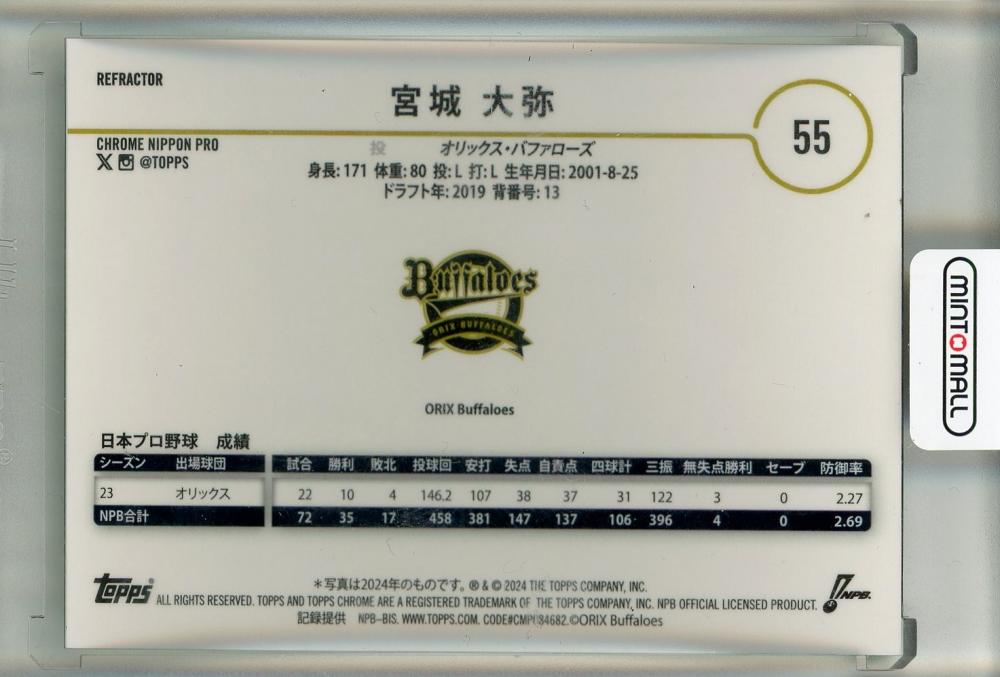 REFRACTOR
宮城 大弥
55
CHROME NIPPON PRO
@TOPPS
投 オリックス・バファローズ
身長: 171 体重: 80 投: L 打: L 生年月日: 2001-8-25
ドラフト年: 2019 背番号: 13
Buffaloes
ORIX BUFFALOES
ORIX Buffaloes
MINT MALL
日本プロ野球 成績
シーズン 出場球団 試合 勝利 敗北 投球回 安打 失点 自責点 四球計 三振 無失点勝利 セーブ 防御率
23 オリックス 22 10 4 146.2 107 38 37 31 122 3 0 2.27
NPB合計 72 35 17 458 381 147 137 106 396 4 0 2.69
Topps
*写真は2024年のものです。 ® & © 2024 THE TOPPS COMPANY, INC.
ALL RIGHTS RESERVED. TOPPS AND TOPPS CHROME ARE A REGISTERED TRADEMARK OF THE TOPPS COMPANY, INC. NPB OFFICIAL LICENSED PRODUCT.
記録提供 NPB-BIS. WWW.TOPPS.COM. CODE#CMP084682. ©ORIX Buffaloes
NPB.